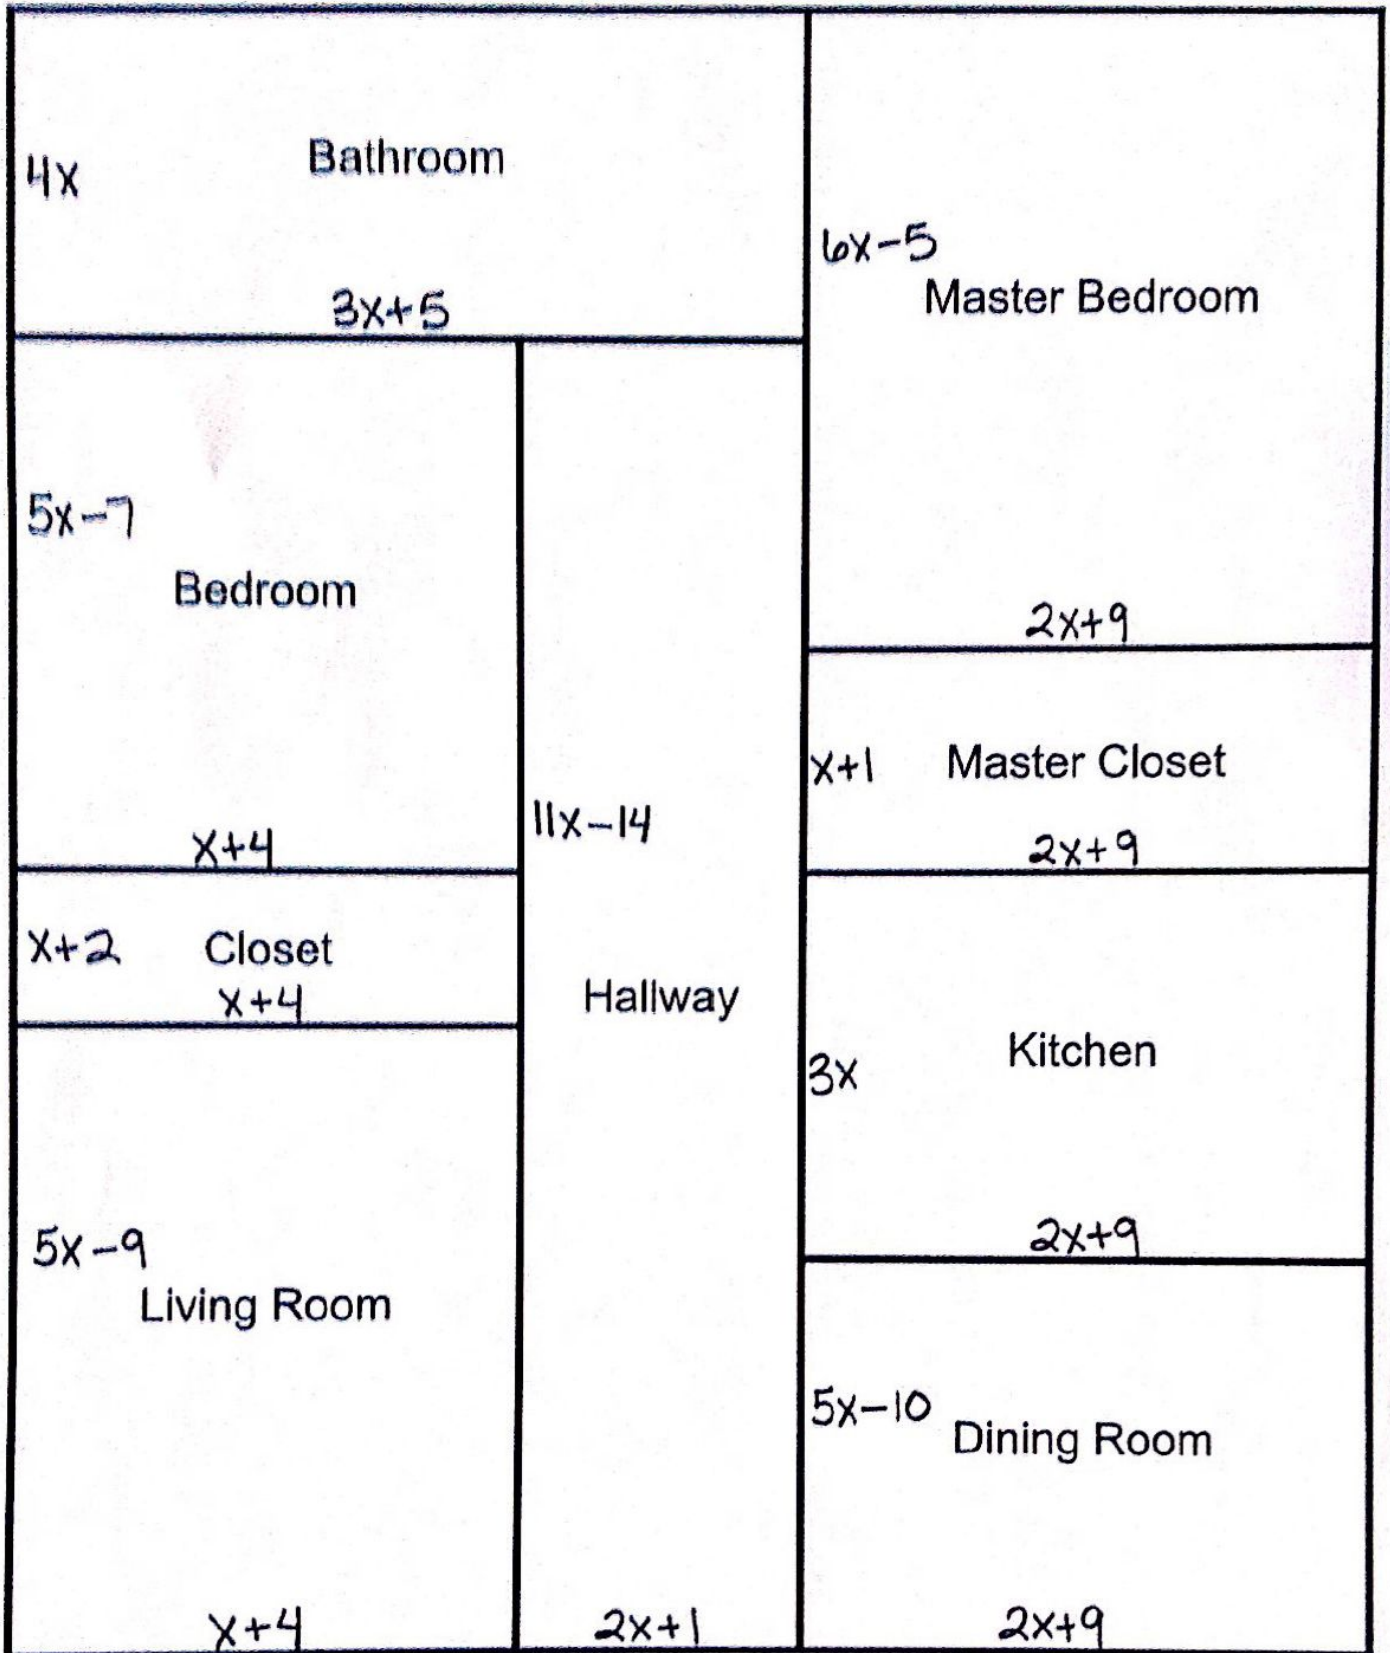 4x
Bathroom
3x+5
6x-5
Master Bedroom
2x+9
5x-7
Bedroom
x+4
x+1 Master Closet
2x+9
11x-14
Hallway
x+2 Closet
x+4
3x
Kitchen
2x+9
5x-9
Living Room
x+4
2x+1
5x-10
Dining Room
2x+9